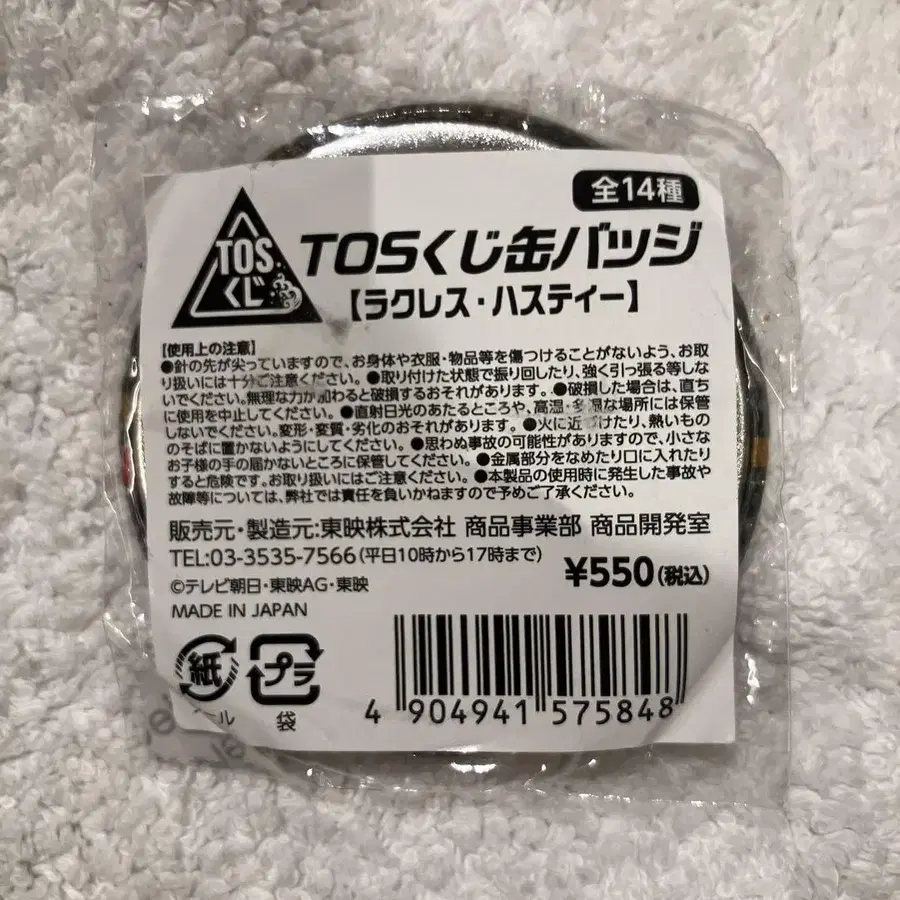 全14種
TOS
くじ
TOSくじ缶バッジ
【ラクレス・ハスティー】
【使用上の注意】
●針の先が尖っていますので、お身体や衣服・物品等を傷つけることがないよう、お取
り扱いには十分ご注意ください。●取り付けた状態で振り回したり、強く引っ張る等しな
いでください。無理な力が加わると破損するおそれがあります。●破損した場合は、直ち
に使用を中止してください。●直射日光のあたるところや、高温・多湿な場所には保管
しないでください。変形・変質・劣化のおそれがあります。●火に近づけたり、熱いもの
のそばに置かないようにしてください。●思わぬ事故の可能性がありますので、小さな
お子様の手の届かないところに保管してください。●金属部分をなめたり口に入れたり
すると危険です。お取り扱いにはご注意ください。●本製品の使用時に発生した事故や
故障等については、弊社では責任を負いかねますので予めご了承ください。
販売元・製造元:東映株式会社 商品事業部 商品開発室
TEL:03-3535-7566(平日10時から17時まで)
¥550(税込)
©テレビ朝日・東映AG・東映
MADE IN JAPAN
紙
プラ
袋
4 904941 575848